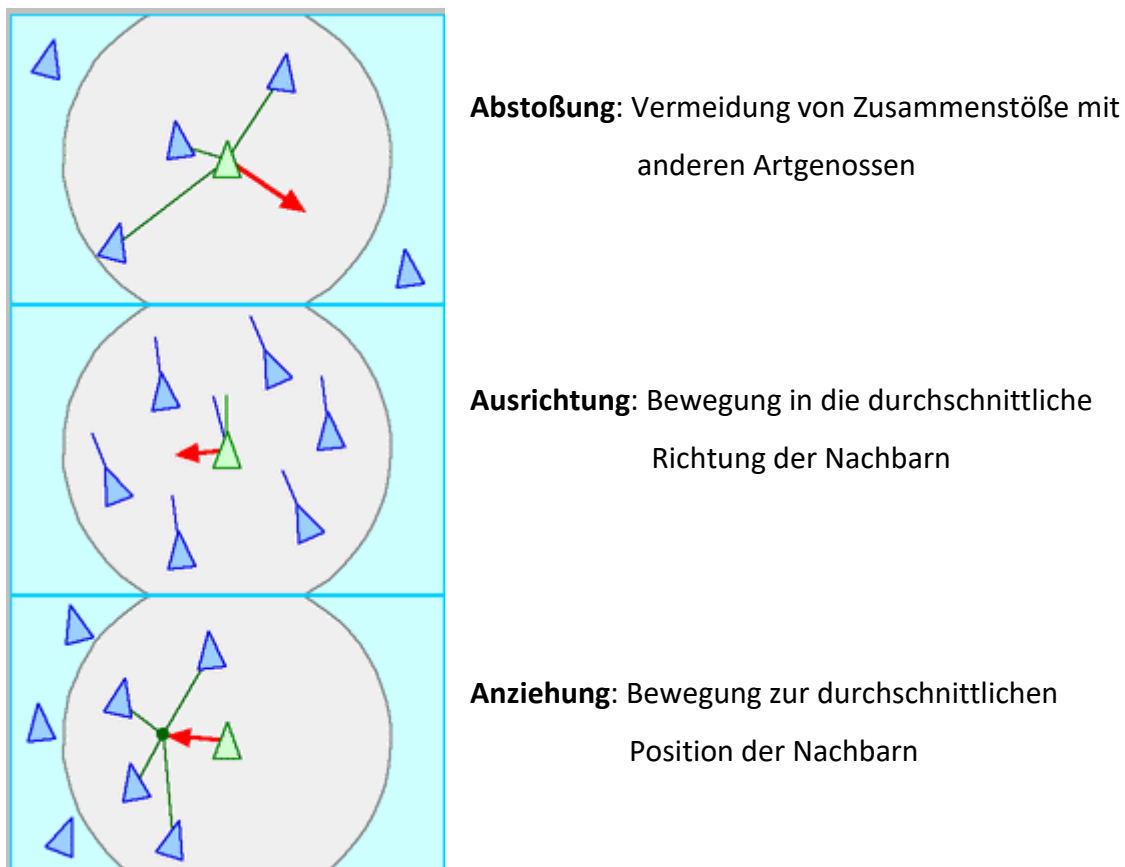 Abstoßung: Vermeidung von Zusammenstöße mit
anderen Artgenossen
Ausrichtung: Bewegung in die durchschnittliche
Richtung der Nachbarn
Anziehung: Bewegung zur durchschnittlichen
Position der Nachbarn